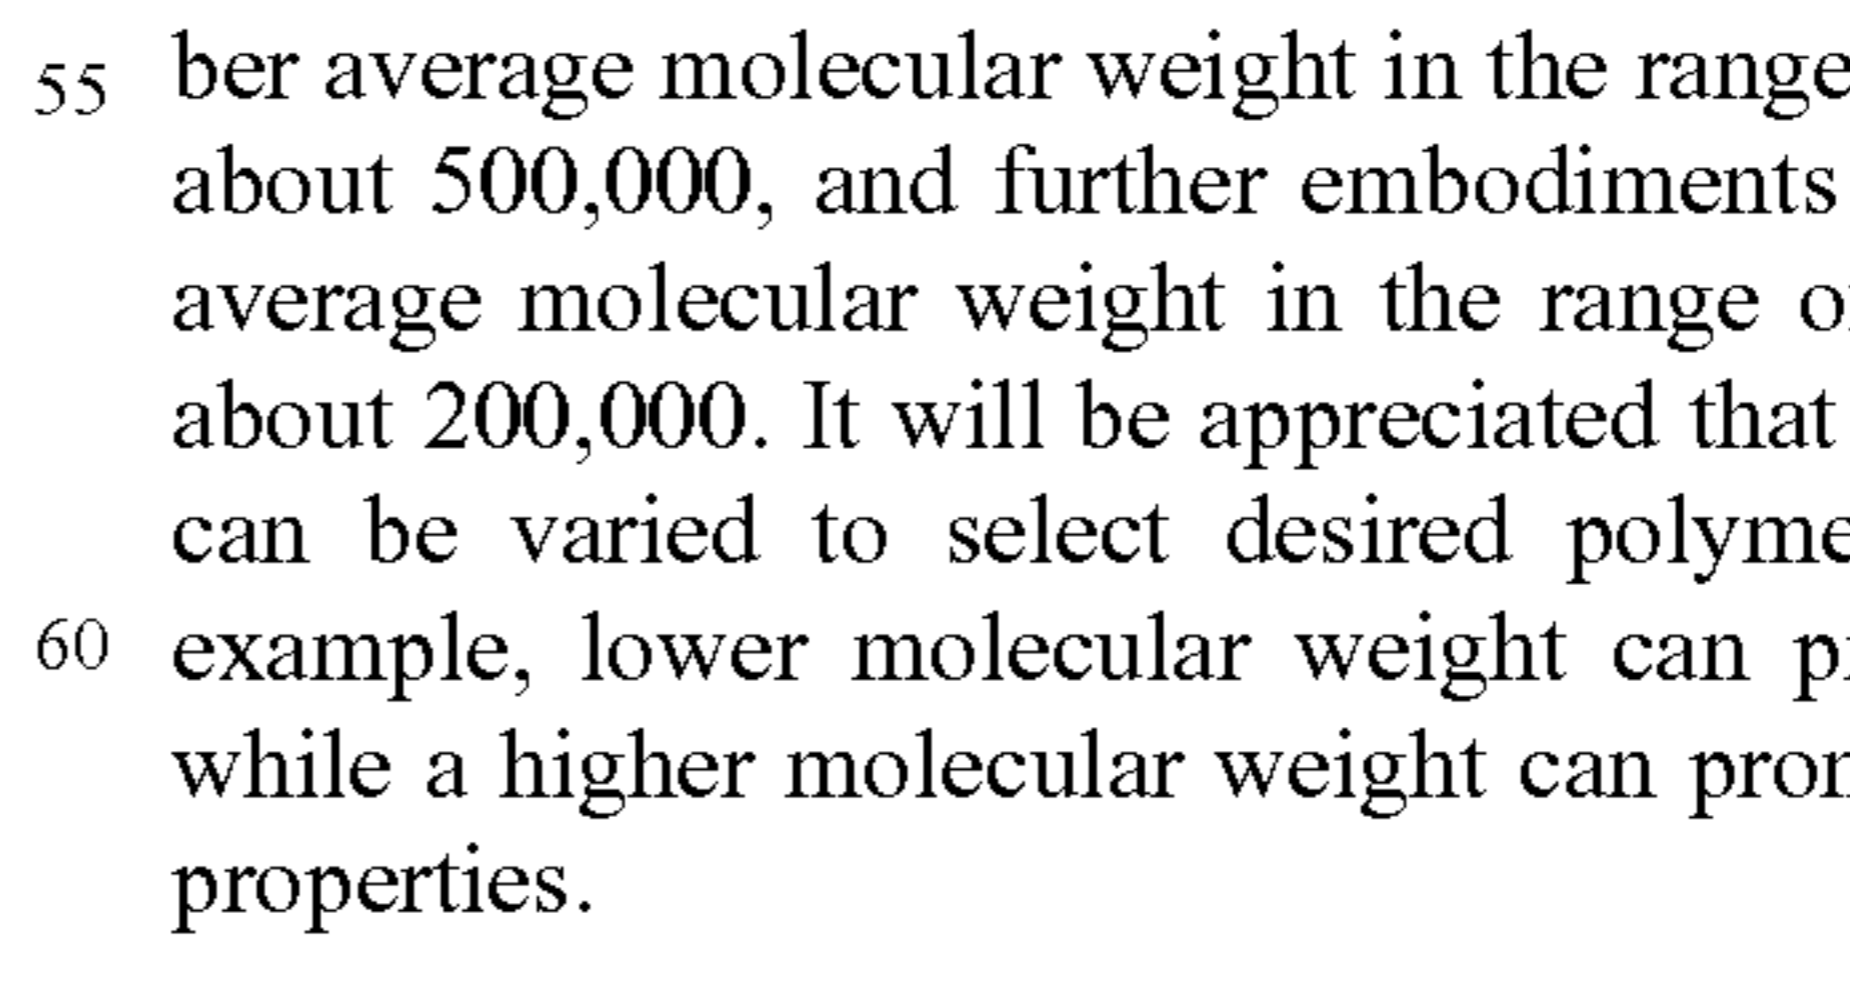 55 ber average molecular weight in the range
about 500,000, and further embodiments
average molecular weight in the range
about 200,000. It will be appreciated that
can be varied to select desired
60 example, lower molecular weight can
while a higher molecular weight can
properties.